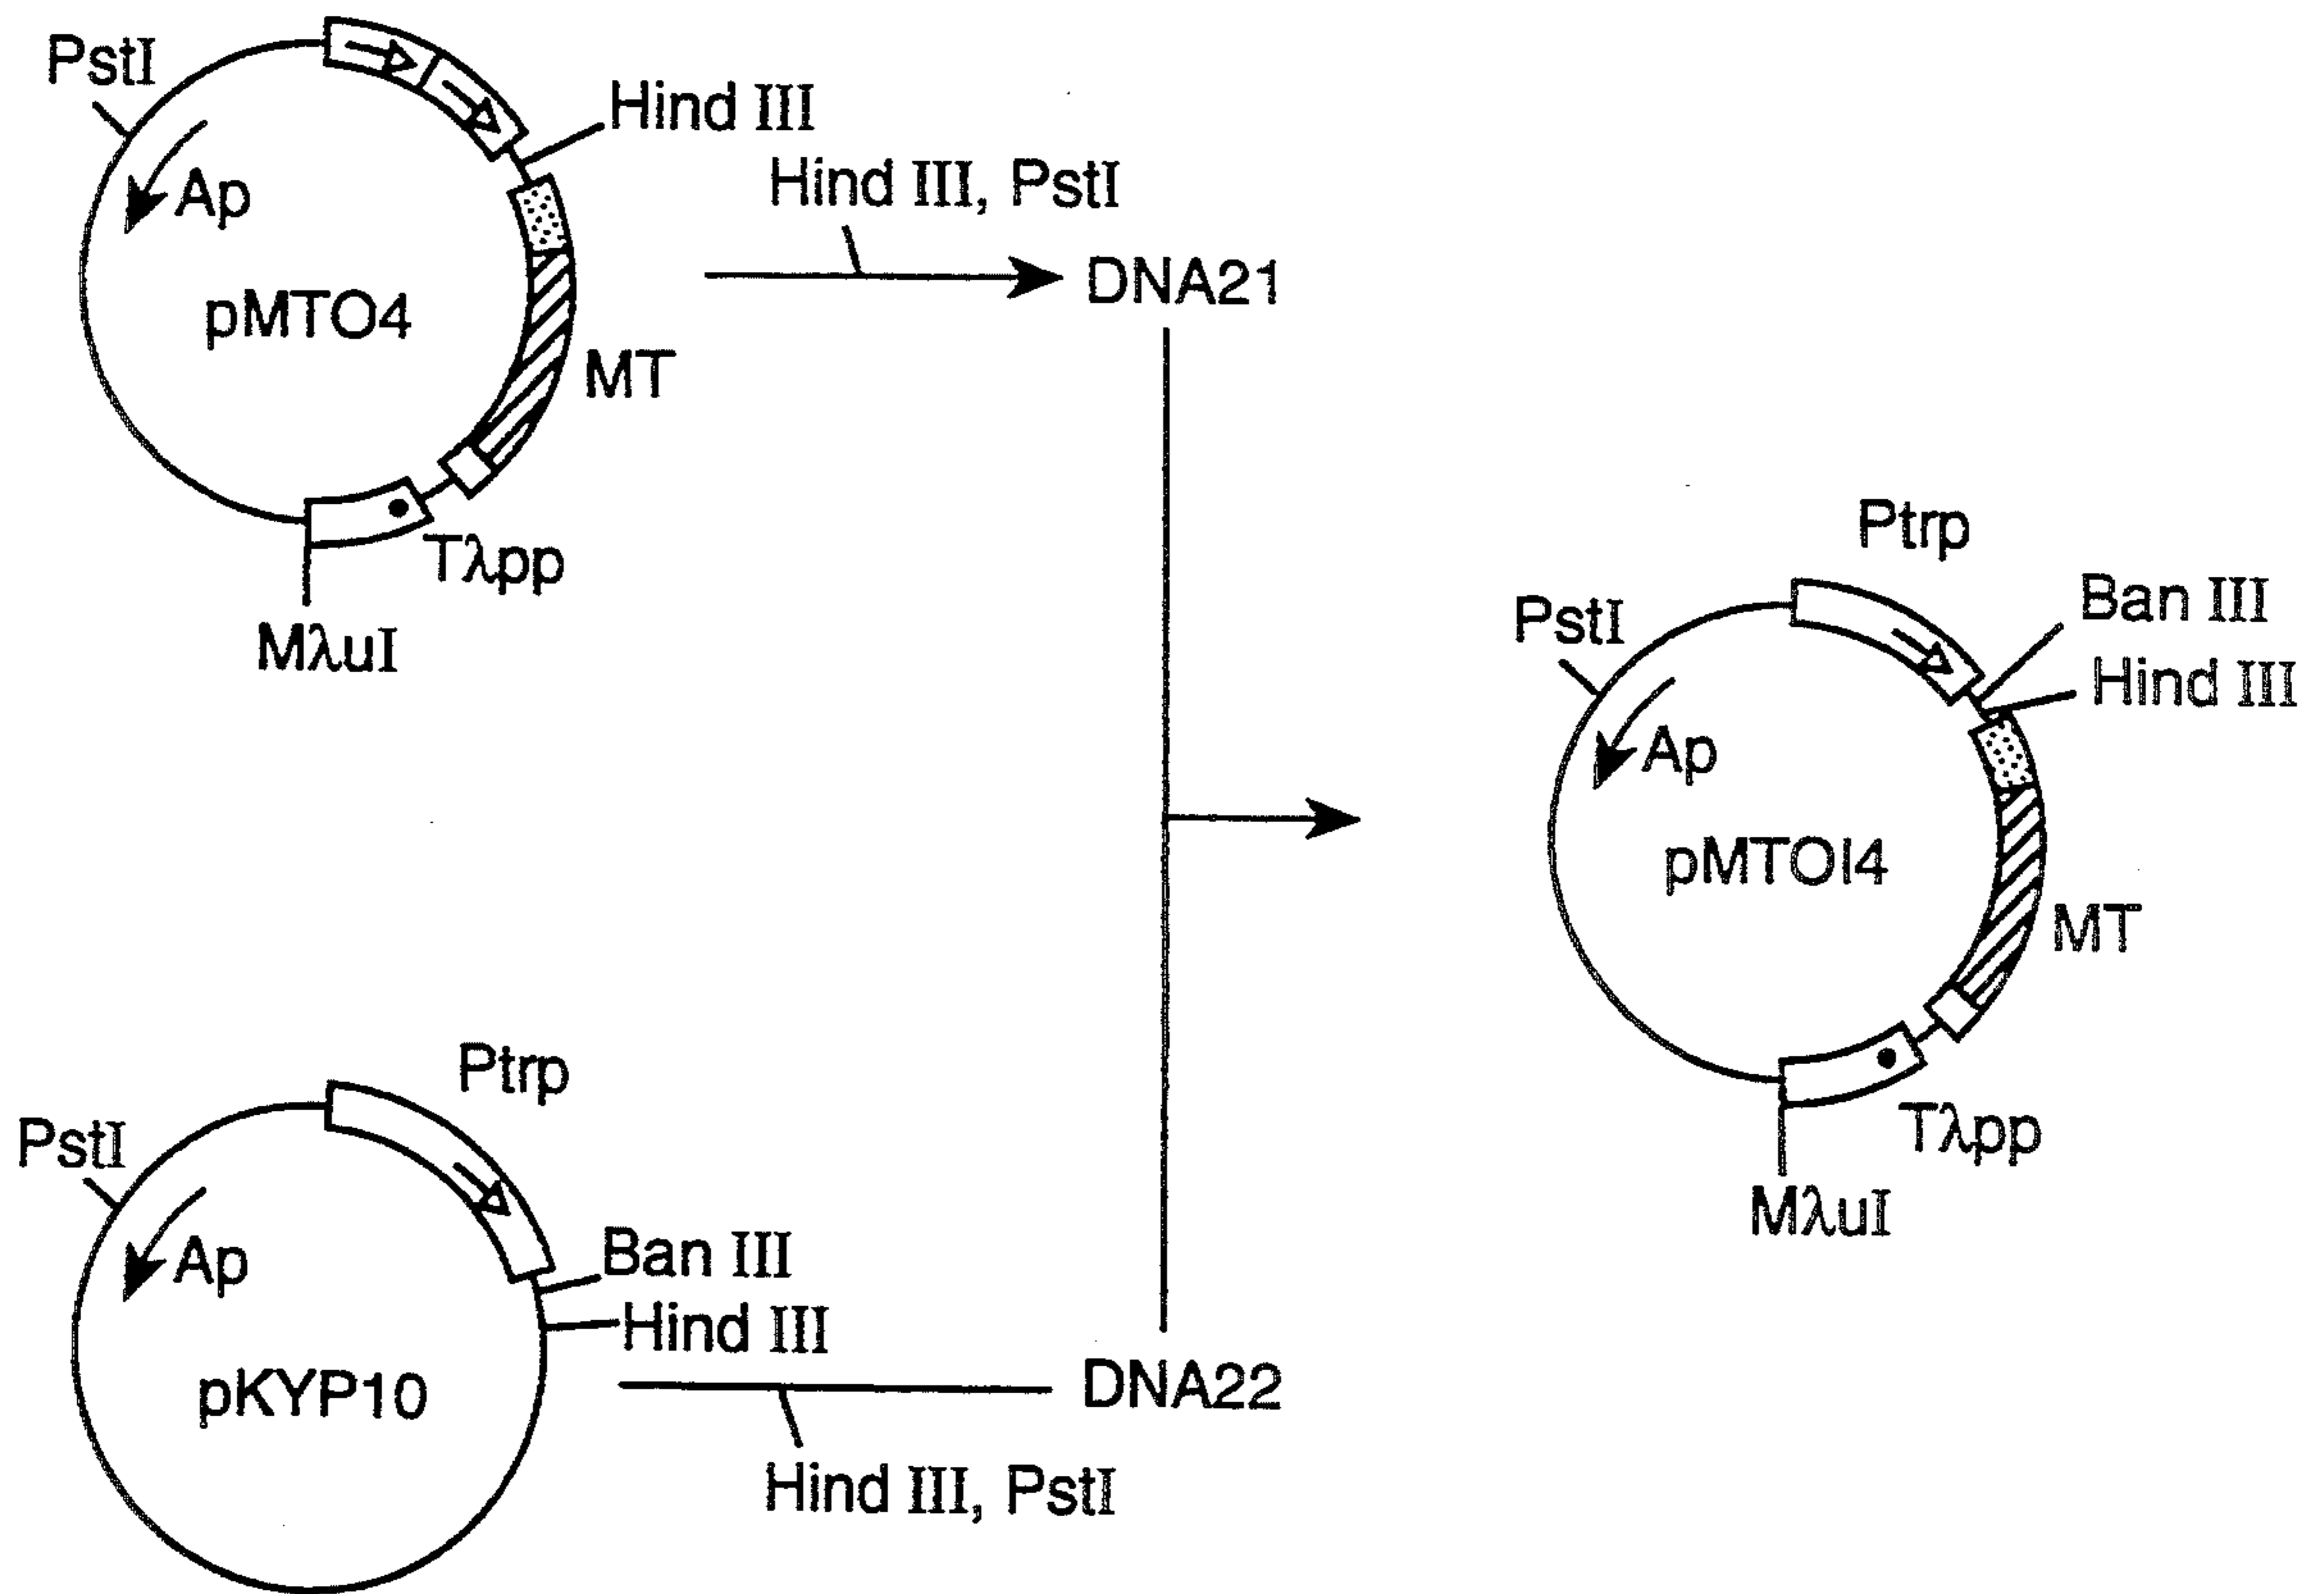 PstI
Hind III
Ap
pMTO4
MT
Tλpp
MλuI
Hind III, PstI
DNA21
Ptrp
PstI
Ban III
Hind III
Ap
pKYP10
Hind III, PstI
DNA22
Ptrp
PstI
Ban III
Hind III
Ap
pMTOI4
MT
Tλpp
MλuI